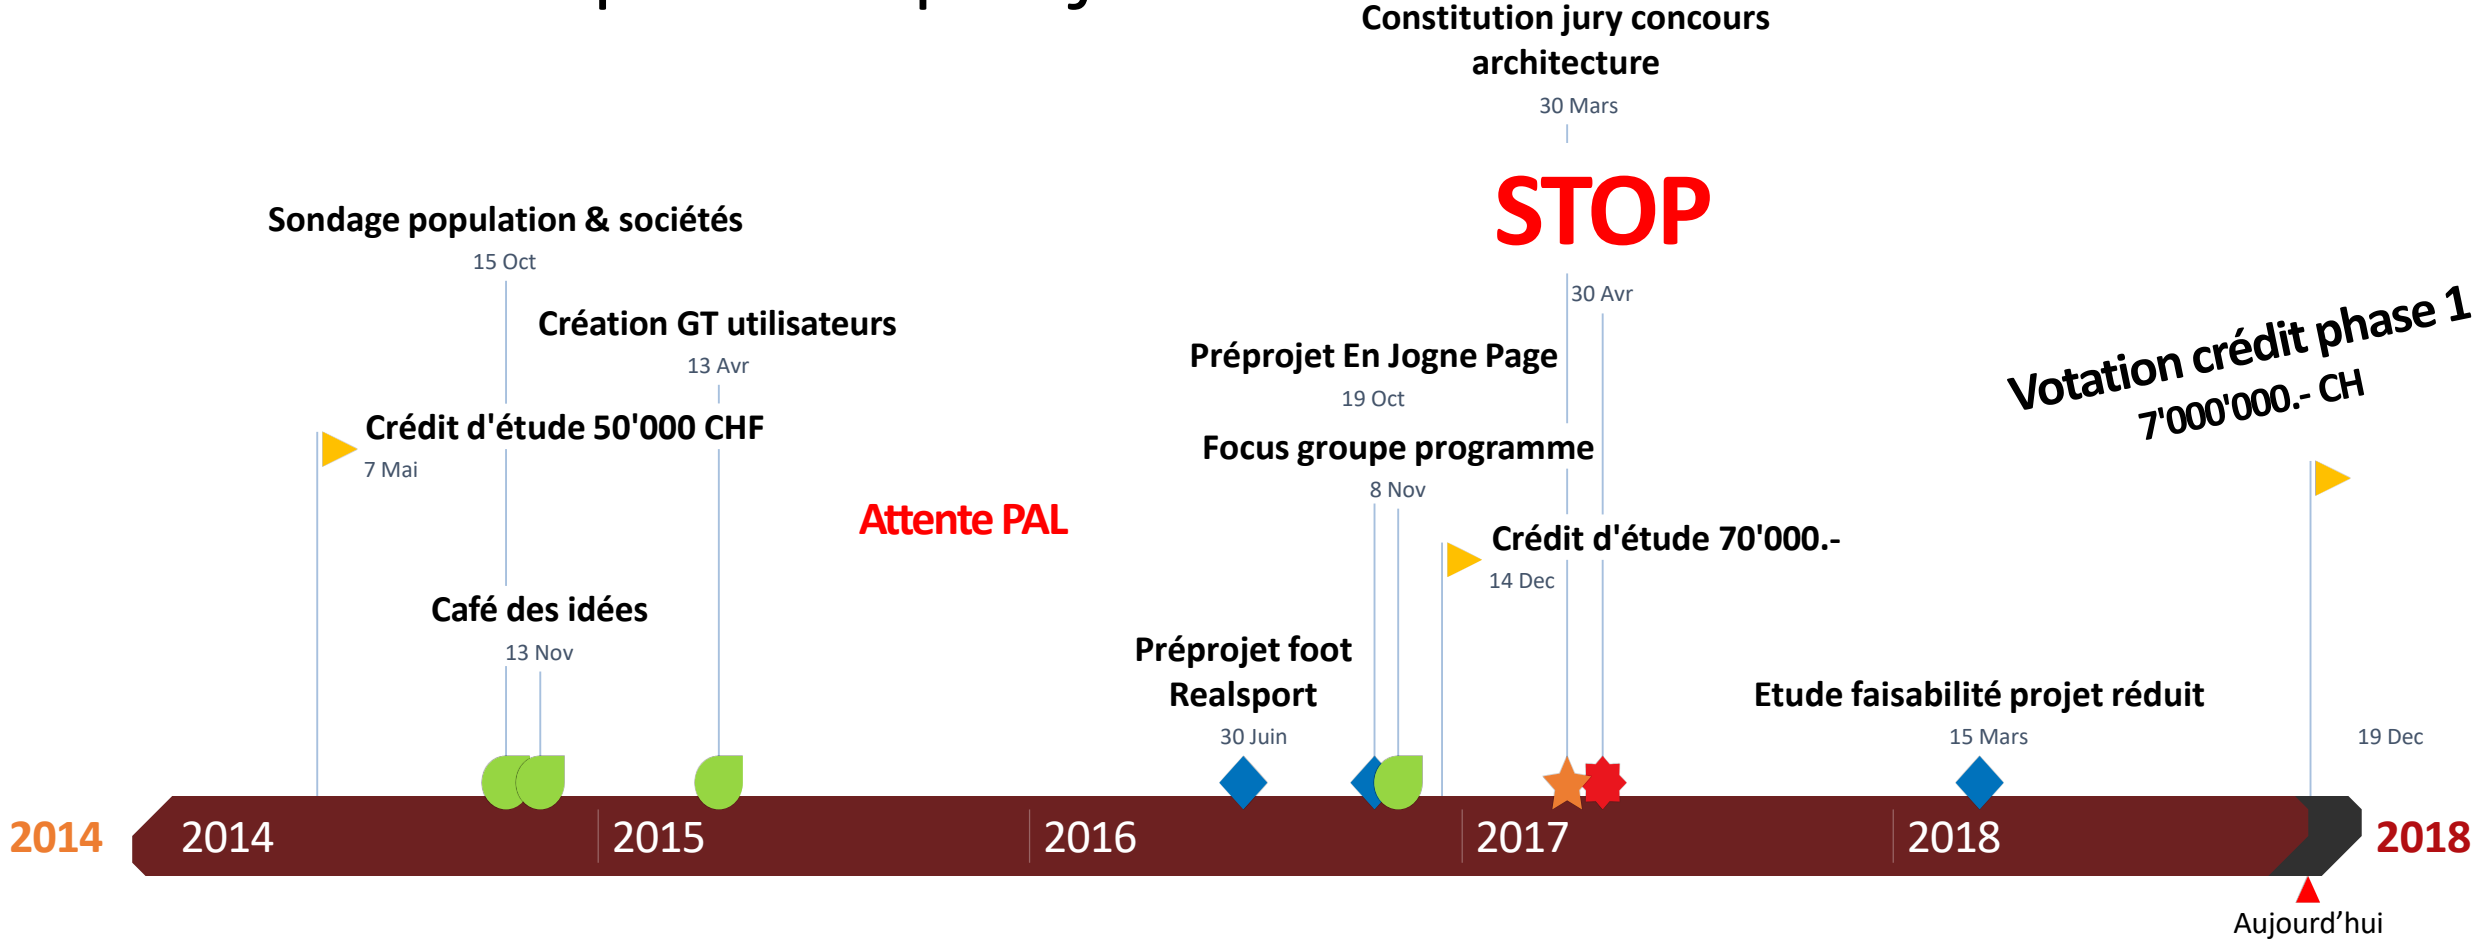 Constitution jury concours
architecture
30 Mars
STOP
Sondage population & sociétés
15 Oct
30 Avr
Création GT utilisateurs
13 Avr
Préprojet En Jogne Page
19 Oct
Votation crédit phase 1
7'000'000.- CH
Crédit d'étude 50'000 CHF
7 Mai
Focus groupe programme
8 Nov
Attente PAL
Crédit d'étude 70'000.-
14 Dec
Café des idées
13 Nov
Préprojet foot
Realsport
30 Juin
Etude faisabilité projet réduit
15 Mars
19 Dec
2014
2014
2015
2016
2017
2018
2018
Aujourd’hui